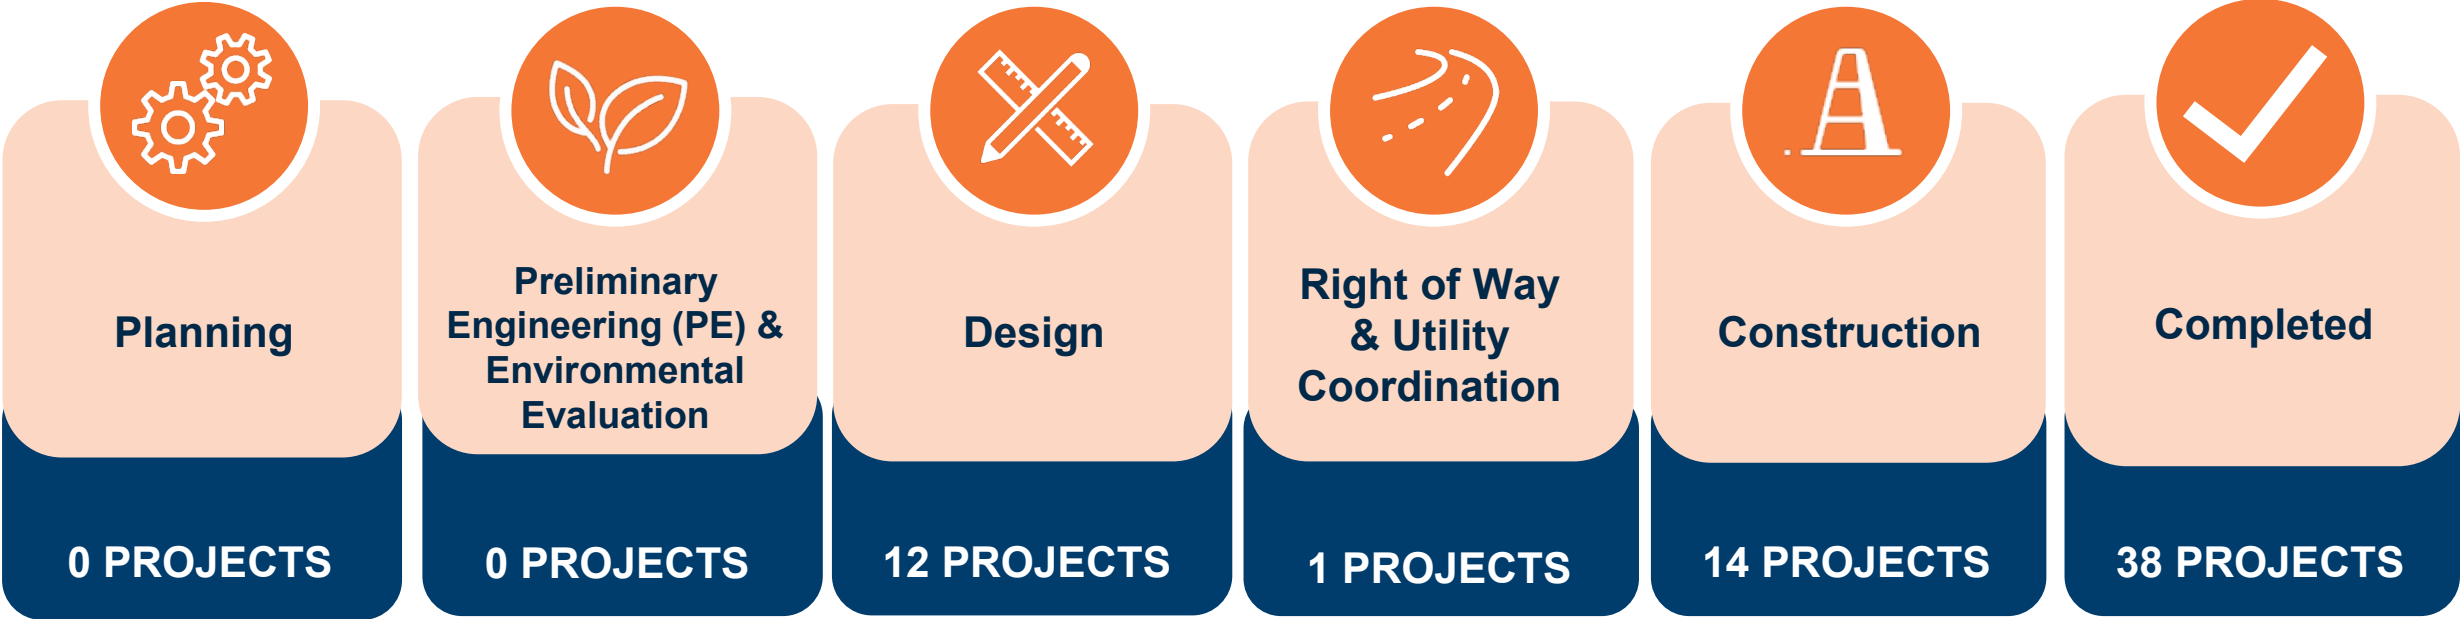 Planning
0 PROJECTS
Preliminary
Engineering (PE) &
Environmental
Evaluation
0 PROJECTS
Design
12 PROJECTS
Right of Way
& Utility
Coordination
1 PROJECTS
Construction
14 PROJECTS
Completed
38 PROJECTS